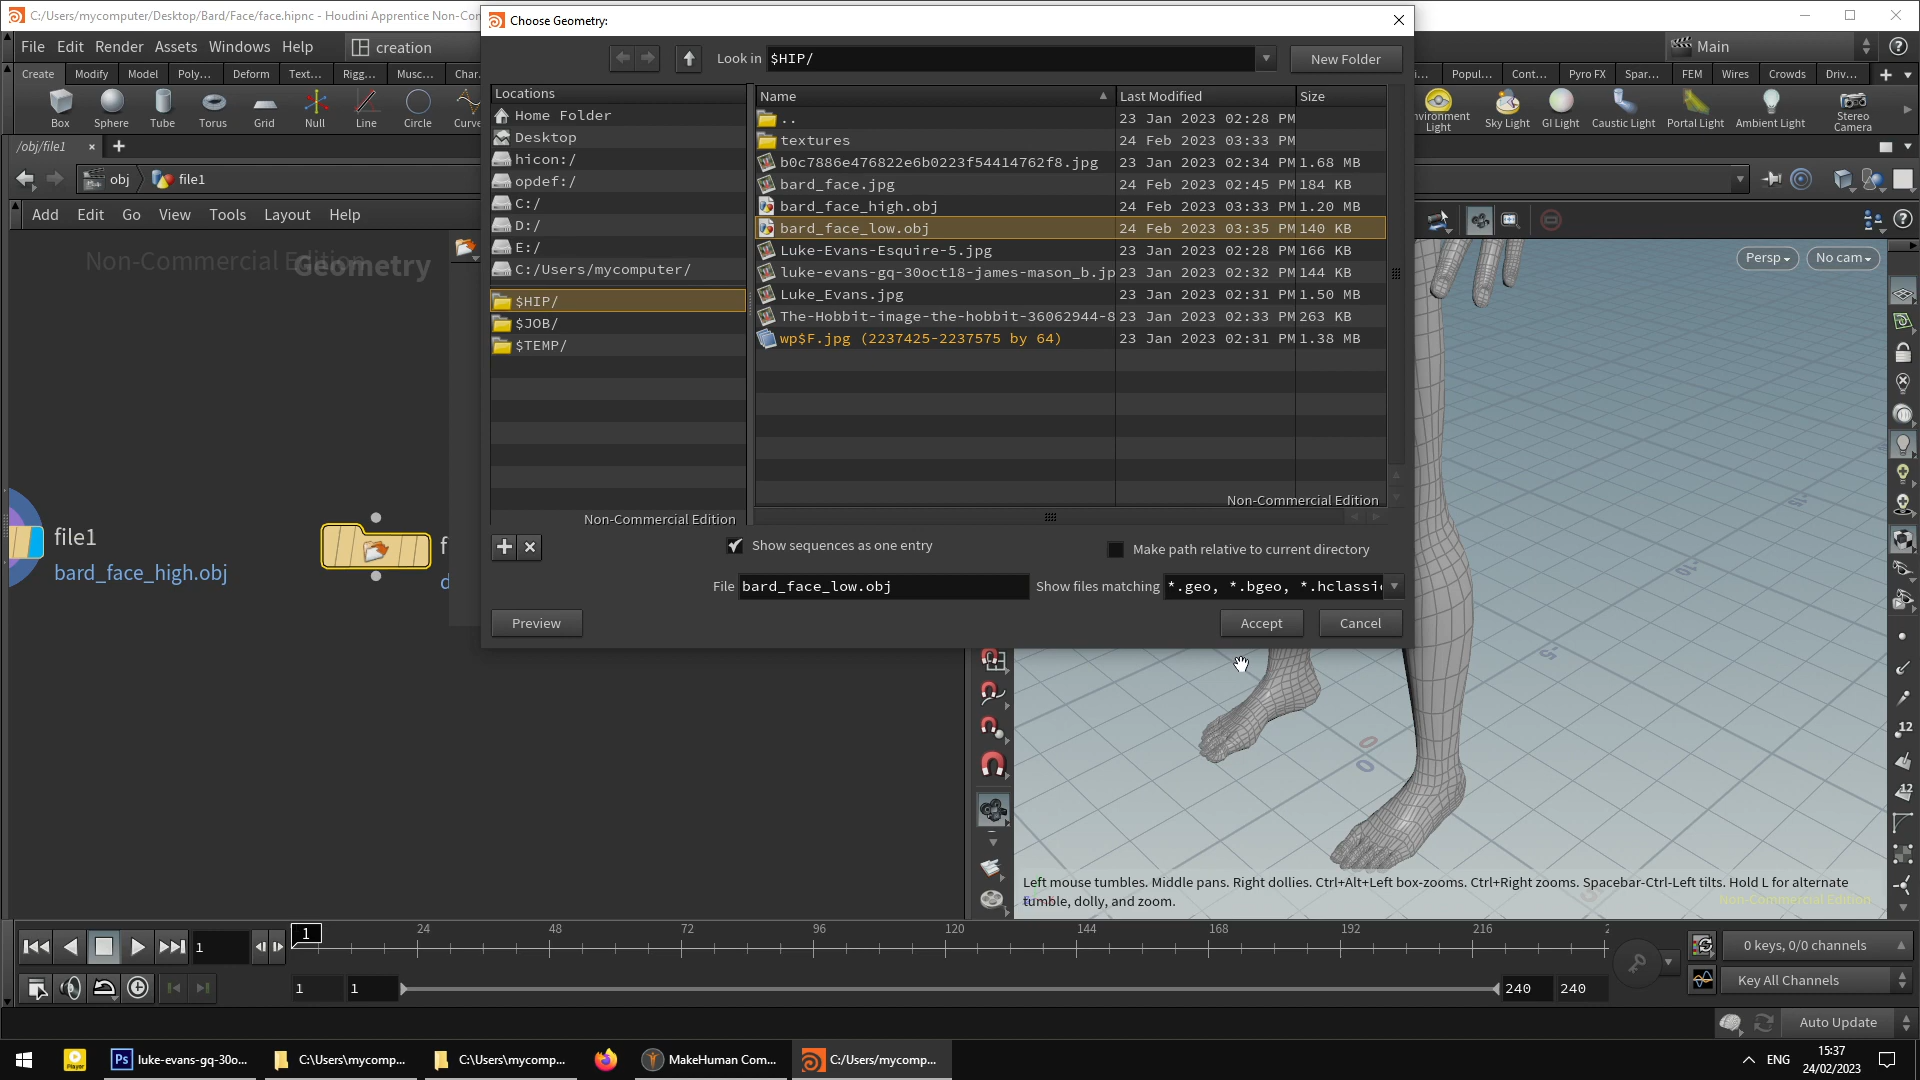 C:/Users/mycomputer/Desktop/Bard/Face/face.hipnc - Houdini Apprentice Non-Co
Choose Geometry:
File Edit Render Assets Windows Help
creation
Main
Look in $HIP/
New Folder
Create Modify Model Poly... Deform Text... Rigg... Musc... Char.
Popul... Cont... Pyro FX Spar... FEM Wires Crowds Driv...
Box Sphere Tube Torus Grid Null Line Circle Curve
Light Sky Light GI Light Caustic Light Portal Light Ambient Light Stereo Camera
/obj/file1
obj file1
Add Edit Go View Tools Layout Help
Locations
Home Folder
Desktop
hicon:/
opdef:/
C:/
D:/
E:/
C:/Users/mycomputer/
$HIP/
$JOB/
$TEMP/
Non-Commercial Edition
Name Last Modified Size
.. 23 Jan 2023 02:28 PM
textures 24 Feb 2023 03:33 PM
b0c7886e476822e6b0223f54414762f8.jpg 23 Jan 2023 02:34 PM 1.68 MB
bard_face.jpg 24 Feb 2023 02:45 PM 184 KB
bard_face_high.obj 24 Feb 2023 03:33 PM 1.20 MB
bard_face_low.obj 24 Feb 2023 03:35 PM 140 KB
Luke-Evans-Esquire-5.jpg 23 Jan 2023 02:31 PM 166 KB
luke-evans-gq-30oct18-james-mason_b.jp 23 Jan 2023 02:32 PM 144 KB
Luke_Evans.jpg 23 Jan 2023 02:31 PM 1.50 MB
The-Hobbit-image-the-hobbit-36062944-8 23 Jan 2023 02:33 PM 263 KB
wp$F.jpg (2237425-2237575 by 64) 23 Jan 2023 02:31 PM 1.38 MB
Non-Commercial Edition
Show sequences as one entry
Make path relative to current directory
File bard_face_low.obj
Show files matching *.geo, *.bgeo, *.hclassi
Preview Accept Cancel
Non-Commercial Edition
Geometry
file1
bard_face_high.obj
Persp No cam
Left mouse tumbles. Middle pans. Right dollies. Ctrl+Alt+Left box-zooms. Ctrl+Right zooms. Spacebar-Ctrl-Left tilts. Hold L for alternate
tumble, dolly, and zoom.
Non-Commercial Edition
12
12
1
1 24 48 72 96 120 144 168 192 216
0 keys, 0/0 channels
1 1 240 240
Key All Channels
Auto Update
luke-evans-gq-30o...
C:\Users\mycomp...
C:\Users\mycomp...
MakeHuman Com...
C:/Users/mycomp...
ENG
15:37
24/02/2023